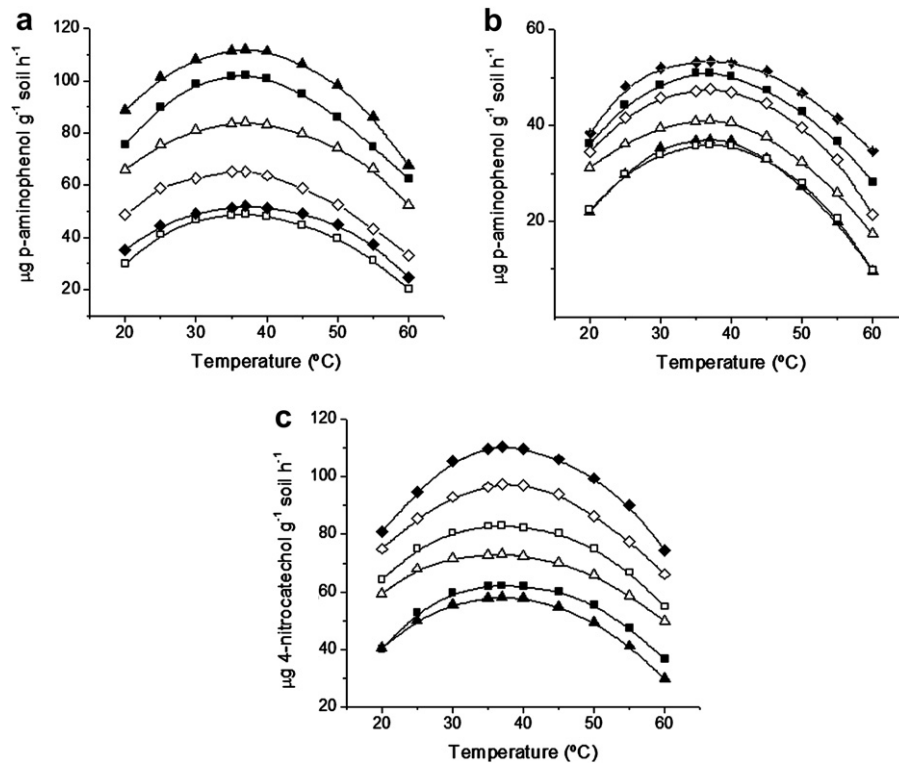 a
120
100
80
60
40
20
μg p-aminophenol g⁻¹ soil h⁻¹
20 30 40 50 60
Temperature (ºC)
b
60
40
20
μg p-aminophenol g⁻¹ soil h⁻¹
20 30 40 50 60
Temperature (ºC)
c
120
100
80
60
40
20
μg 4-nitrocatechol g⁻¹ soil h⁻¹
20 30 40 50 60
Temperature (ºC)